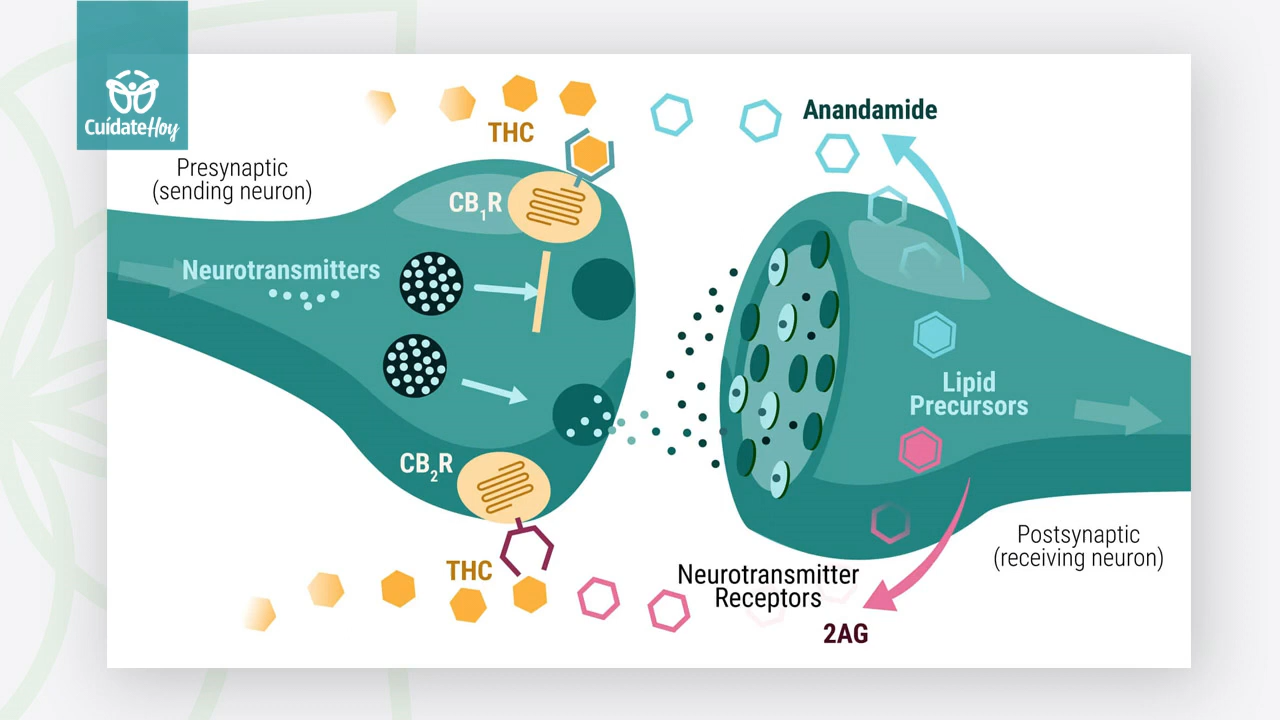 CuídateHoy
Presynaptic
(sending neuron)
THC
CB₁R
Neurotransmitters
Anandamide
Lipid
Precursors
CB₂R
THC
Neurotransmitter
Receptors
2AG
Postsynaptic
(receiving neuron)